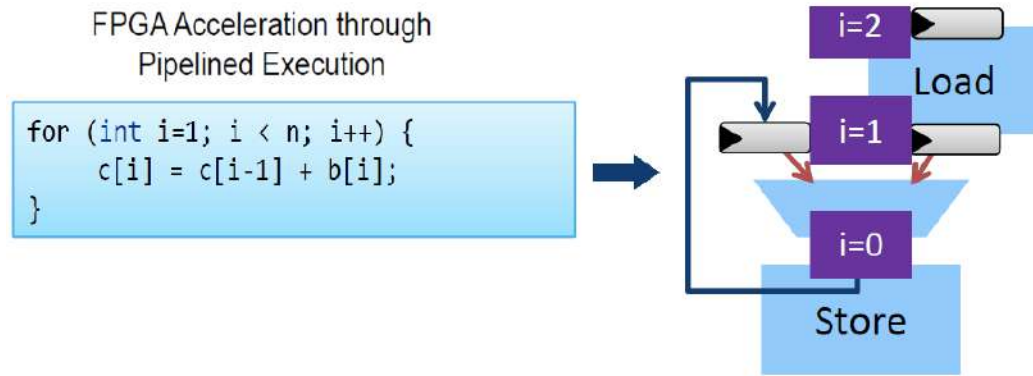 FPGA Acceleration through
Pipelined Execution
for (int i=1; i < n; i++) {
c[i] = c[i-1] + b[i];
}
i=2
Load
i=1
i=0
Store